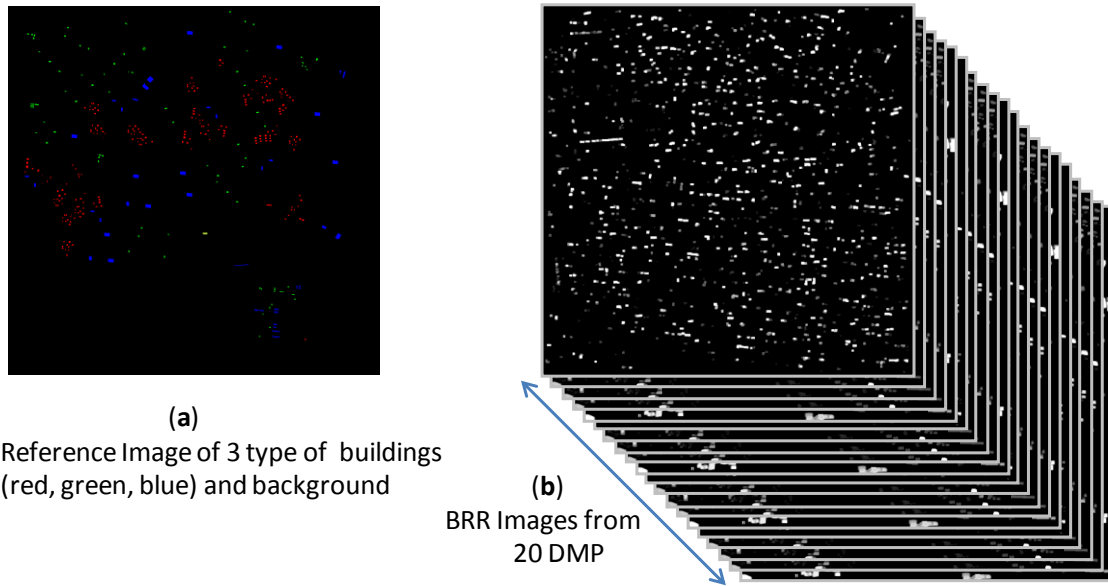 (a)
Reference Image of 3 type of buildings
(red, green, blue) and background
(b)
BRR Images from
20 DMP